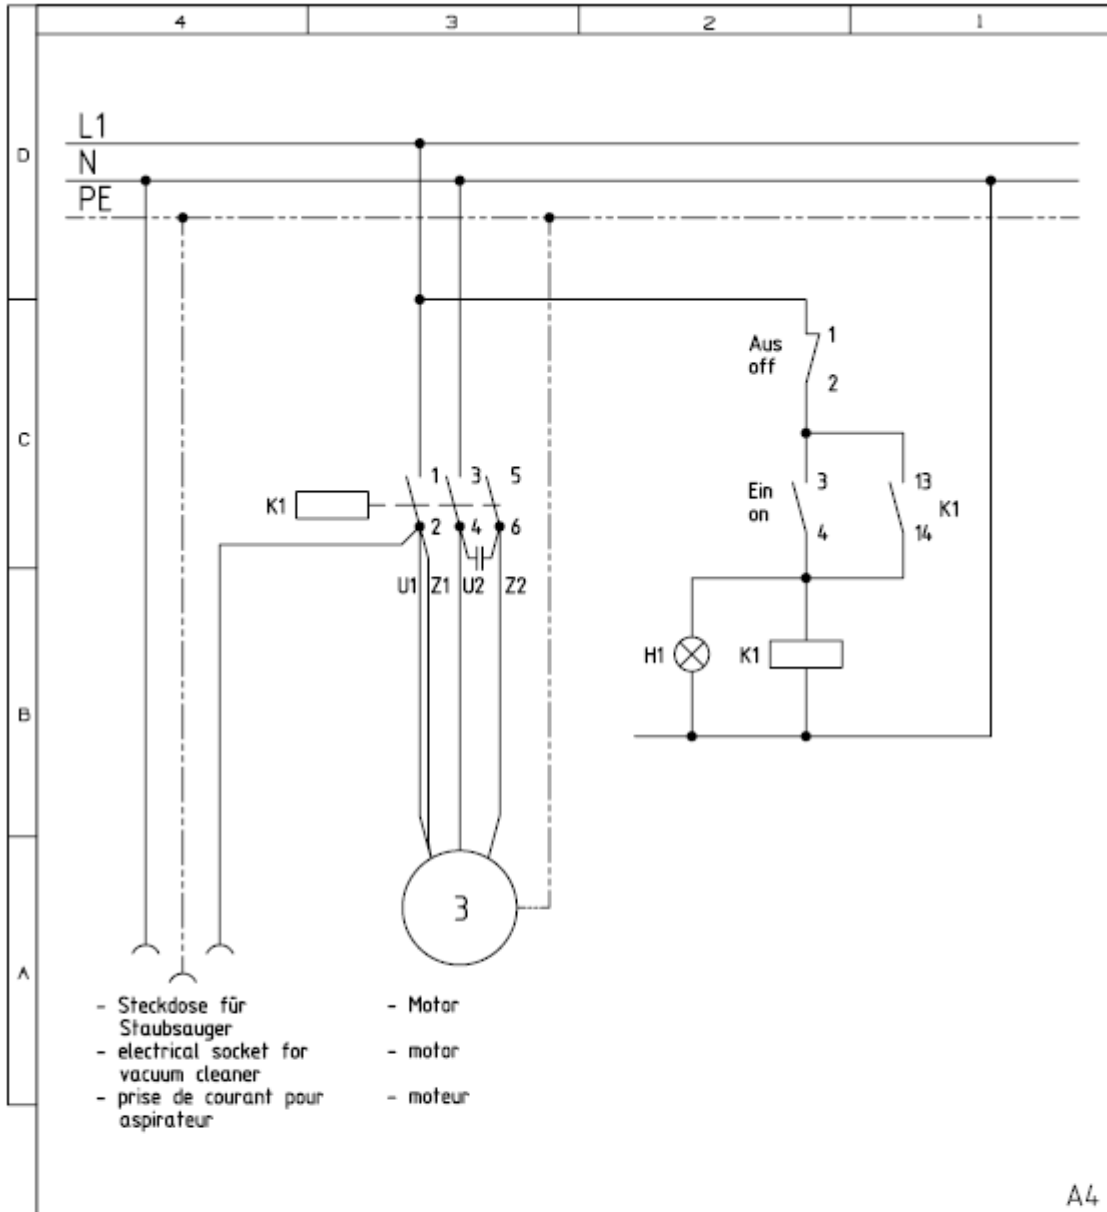 4 3 2 1
D
L1
N
PE
C
Aus
off
1
2
K1
1 3 5
2 4 6
Ein
on
3
4
13
14
K1
U1 Z1 U2 Z2
B
H1
K1
A
3
- Steckdose für
Staubsauger
- electrical socket for
vacuum cleaner
- prise de courant pour
aspirateur
- Motor
- motor
- moteur
A4